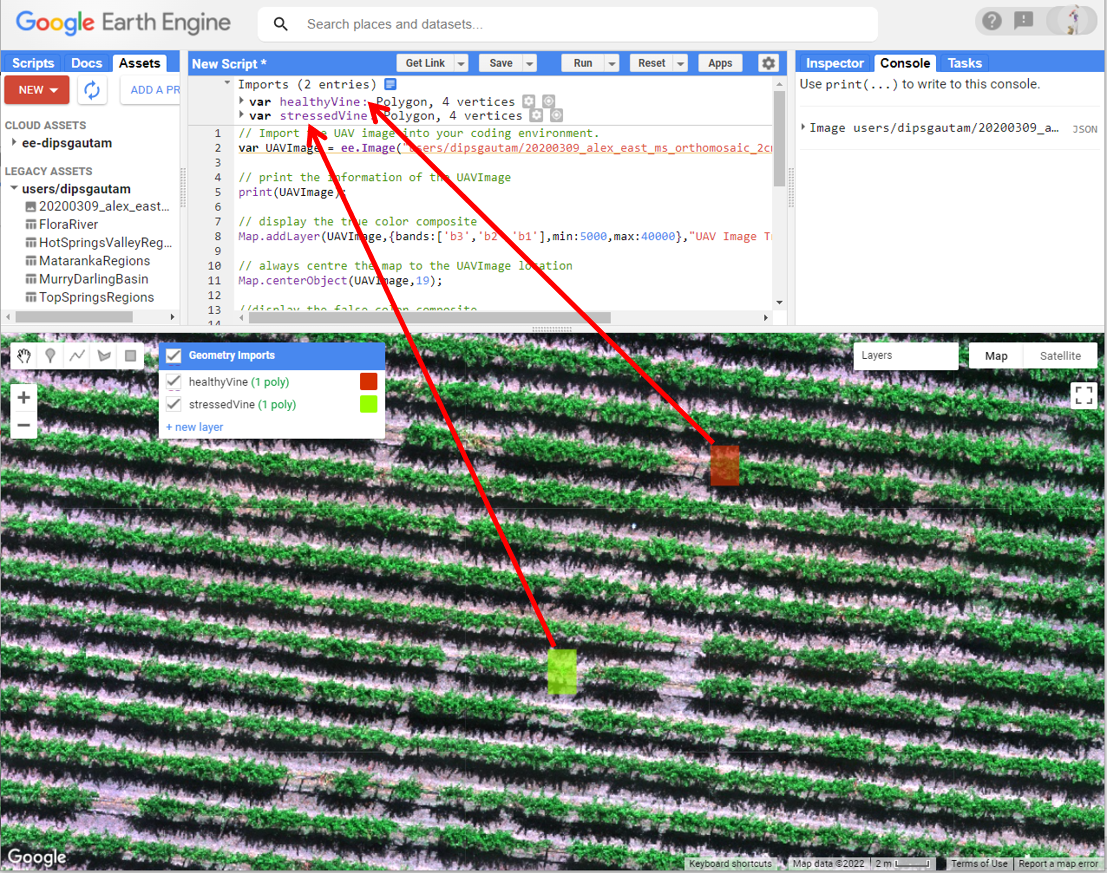 Google Earth Engine
Search places and datasets...
Scripts Docs Assets
NEW
ADD A PR
CLOUD ASSETS
ee-dipsgautam
LEGACY ASSETS
users/dipsgautam
20200309_alex_east...
FloraRiver
HotSpringsValleyReg...
MatarankaRegions
MurryDarlingBasin
TopSpringsRegions
New Script *
Get Link Save Run Reset Apps
Imports (2 entries)
var healthyVine: Polygon, 4 vertices
var stressedVine: Polygon, 4 vertices
1 // Import the UAV image into your coding environment.
2 var UAVImage = ee.Image("users/dipsgautam/20200309_alex_east_ms_orthomosaic_2c
3
4 // print the information of the UAVImage
5 print(UAVImage);
6
7 // display the true color composite
8 Map.addLayer(UAVImage,{bands:['b3','b2','b1'],min:5000,max:40000},"UAV Image T
9
10 // always centre the map to the UAVImage location
11 Map.centerObject(UAVImage,19);
12
13 //display the false color composite
14
Inspector Console Tasks
Use print(...) to write to this console.
Image users/dipsgautam/20200309_a... JSON
Geometry Imports
healthyVine (1 poly)
stressedVine (1 poly)
+ new layer
Layers
Map Satellite
Google
Keyboard shortcuts Map data ©2022 2 m Terms of Use Report a map error